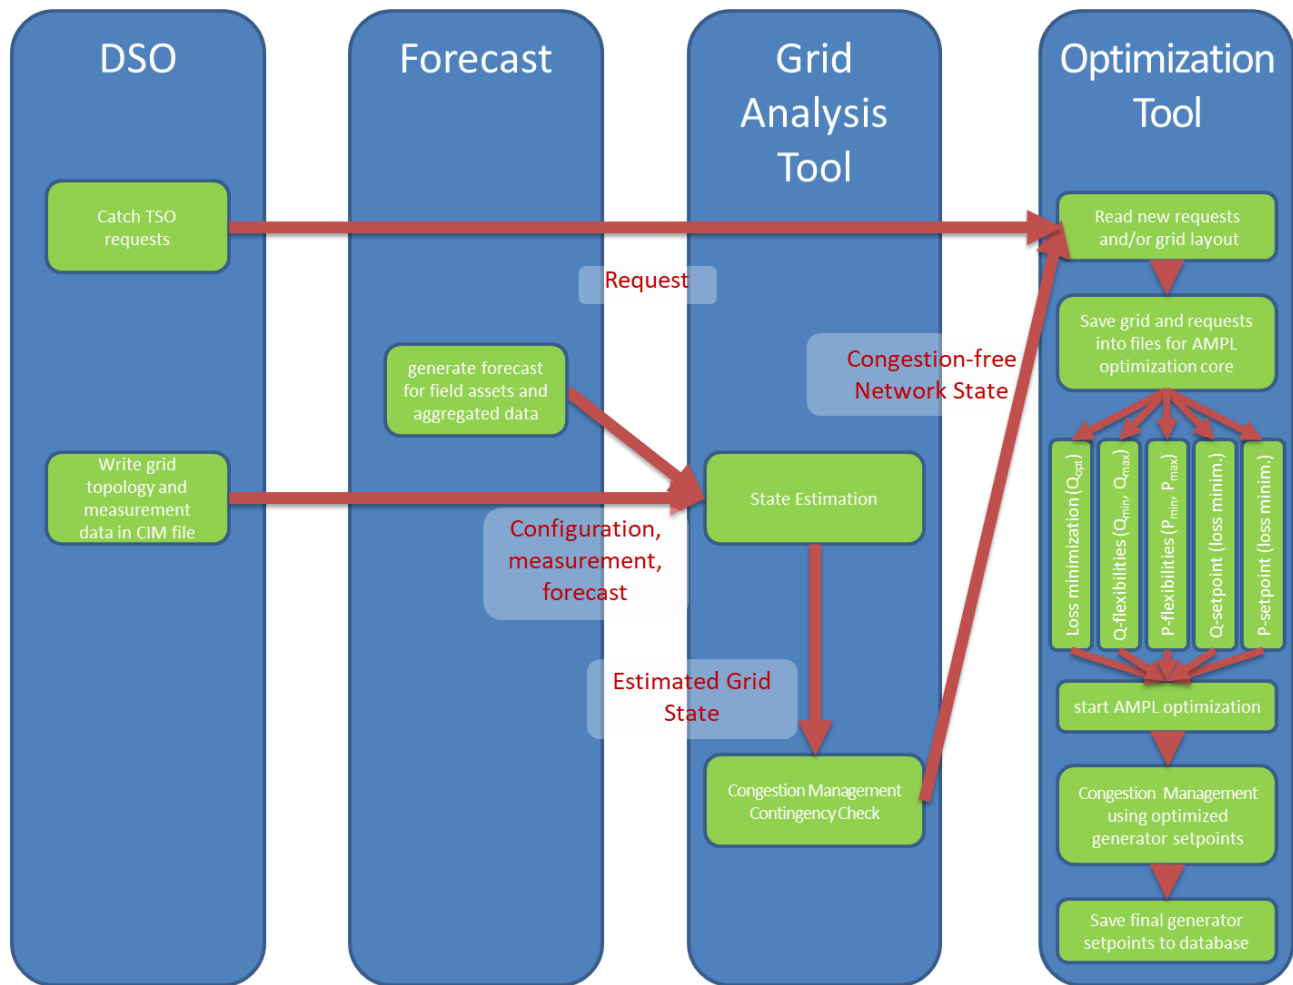 DSO
Catch TSO
requests
Write grid
topology and
measurement
data in CIM file
Forecast
generate forecast
for field assets and
aggregated data
Request
Configuration,
measurement,
forecast
Grid
Analysis
Tool
State Estimation
Estimated Grid
State
Congestion Management
Contingency Check
Congestion-free
Network State
Optimization
Tool
Read new requests
and/or grid layout
Save grid and requests
into files for AMPL
optimization core
Loss minimization (Qopt)
Q-flexibilities (Qmin, Qmax)
P-flexibilities (Pmin, Pmax)
Q-setpoint (loss minim.)
P-setpoint (loss minim.)
start AMPL optimization
Congestion Management
using optimized
generator setpoints
Save final generator
setpoints to database